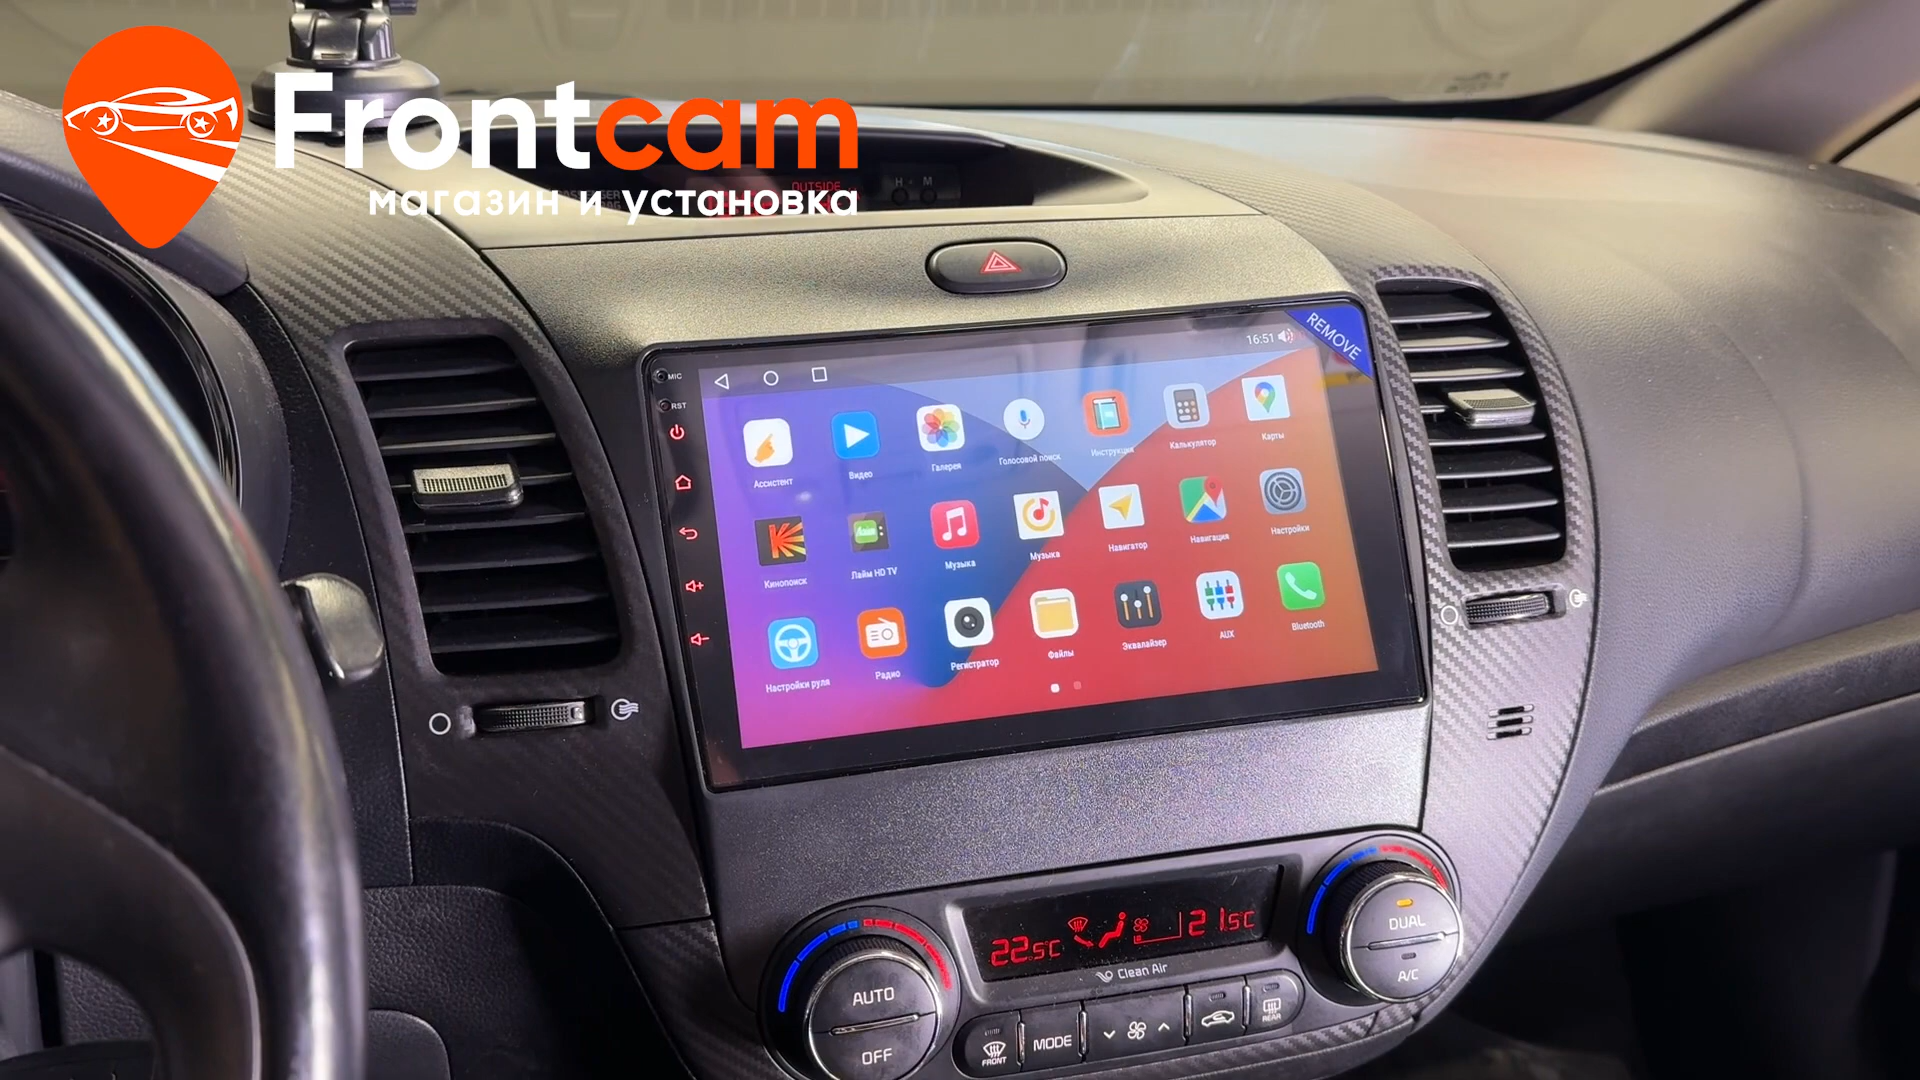 Frontcam
магазин и установка
OUTSIDE
H M
REMOVE
16:51
MIC
RST
Ассистент
Видео
Галерея
Голосовой поиск
Инструкция
Калькулятор
Карты
Кинопоиск
Лайм HD TV
Музыка
Музыка
Навигатор
Навигация
Настройки
Настройки руля
Радио
Регистратор
Файлы
Эквалайзер
AUX
Bluetooth
22.5°C
21.5°C
Clean Air
AUTO
OFF
DUAL
A/C
FRONT
MODE
REAR